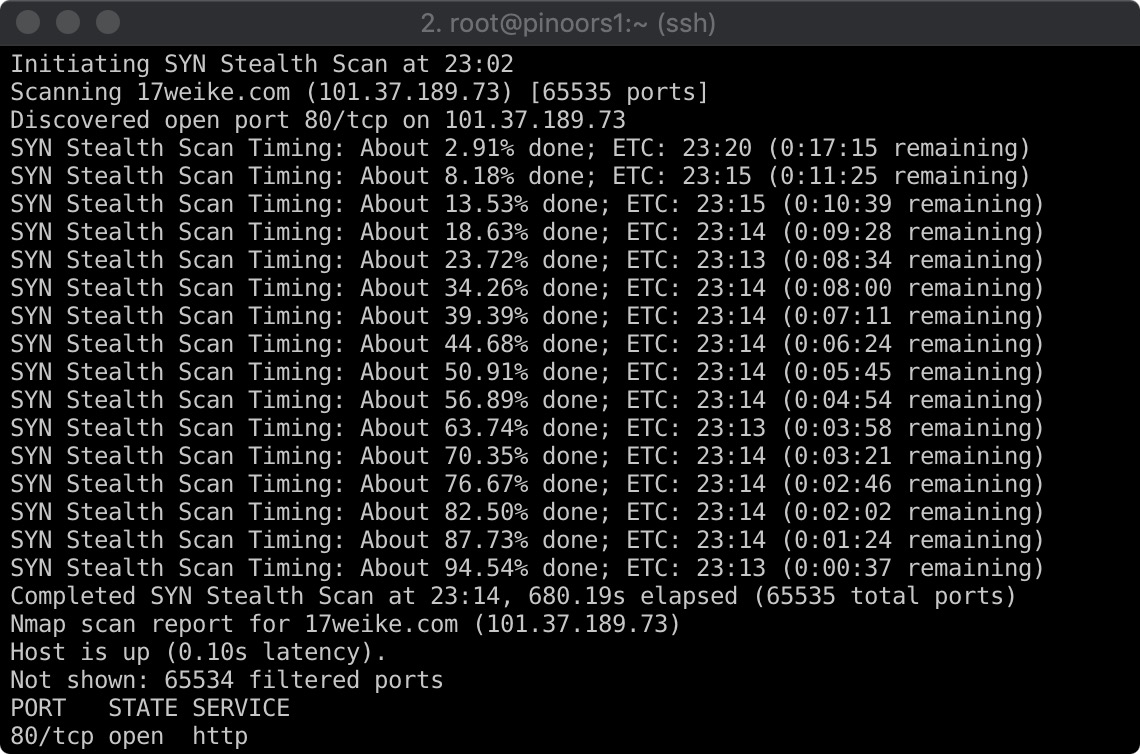 2. root@pinoors1:~ (ssh)
Initiating SYN Stealth Scan at 23:02
Scanning 17weike.com (101.37.189.73) [65535 ports]
Discovered open port 80/tcp on 101.37.189.73
SYN Stealth Scan Timing: About 2.91% done; ETC: 23:20 (0:17:15 remaining)
SYN Stealth Scan Timing: About 8.18% done; ETC: 23:15 (0:11:25 remaining)
SYN Stealth Scan Timing: About 13.53% done; ETC: 23:15 (0:10:39 remaining)
SYN Stealth Scan Timing: About 18.63% done; ETC: 23:14 (0:09:28 remaining)
SYN Stealth Scan Timing: About 23.72% done; ETC: 23:13 (0:08:34 remaining)
SYN Stealth Scan Timing: About 34.26% done; ETC: 23:14 (0:08:00 remaining)
SYN Stealth Scan Timing: About 39.39% done; ETC: 23:14 (0:07:11 remaining)
SYN Stealth Scan Timing: About 44.68% done; ETC: 23:14 (0:06:24 remaining)
SYN Stealth Scan Timing: About 50.91% done; ETC: 23:14 (0:05:45 remaining)
SYN Stealth Scan Timing: About 56.89% done; ETC: 23:14 (0:04:54 remaining)
SYN Stealth Scan Timing: About 63.74% done; ETC: 23:13 (0:03:58 remaining)
SYN Stealth Scan Timing: About 70.35% done; ETC: 23:14 (0:03:21 remaining)
SYN Stealth Scan Timing: About 76.67% done; ETC: 23:14 (0:02:46 remaining)
SYN Stealth Scan Timing: About 82.50% done; ETC: 23:14 (0:02:02 remaining)
SYN Stealth Scan Timing: About 87.73% done; ETC: 23:14 (0:01:24 remaining)
SYN Stealth Scan Timing: About 94.54% done; ETC: 23:13 (0:00:37 remaining)
Completed SYN Stealth Scan at 23:14, 680.19s elapsed (65535 total ports)
Nmap scan report for 17weike.com (101.37.189.73)
Host is up (0.10s latency).
Not shown: 65534 filtered ports
PORT   STATE SERVICE
80/tcp open  http